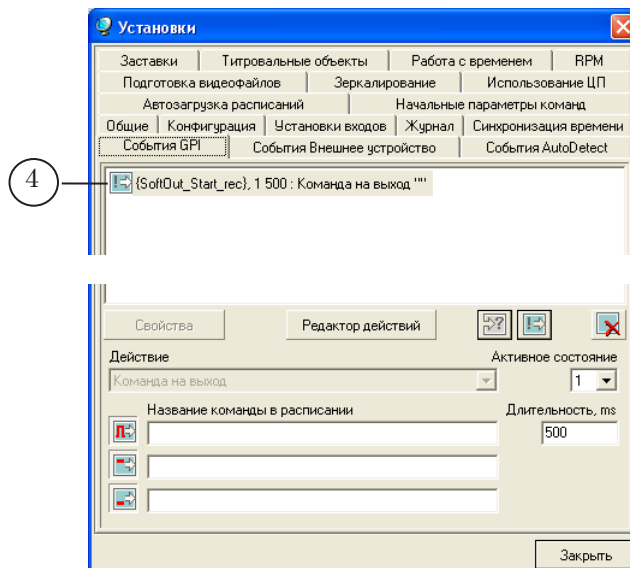 Установки
Заставки Титровальные объекты Работа с временем RPM
Подготовка видеофайлов Зеркалирование Использование ЦП
Автозагрузка расписаний Начальные параметры команд
Общие Конфигурация Установки входов Журнал Синхронизация времени
События GPI События Внешнее устройство События AutoDetect
4 {SoftOut_Start_rec}, 1 500 : Команда на выход ""
Свойства Редактор действий
Действие Активное состояние
Команда на выход 1
Название команды в расписании Длительность, ms
500
Закрыть